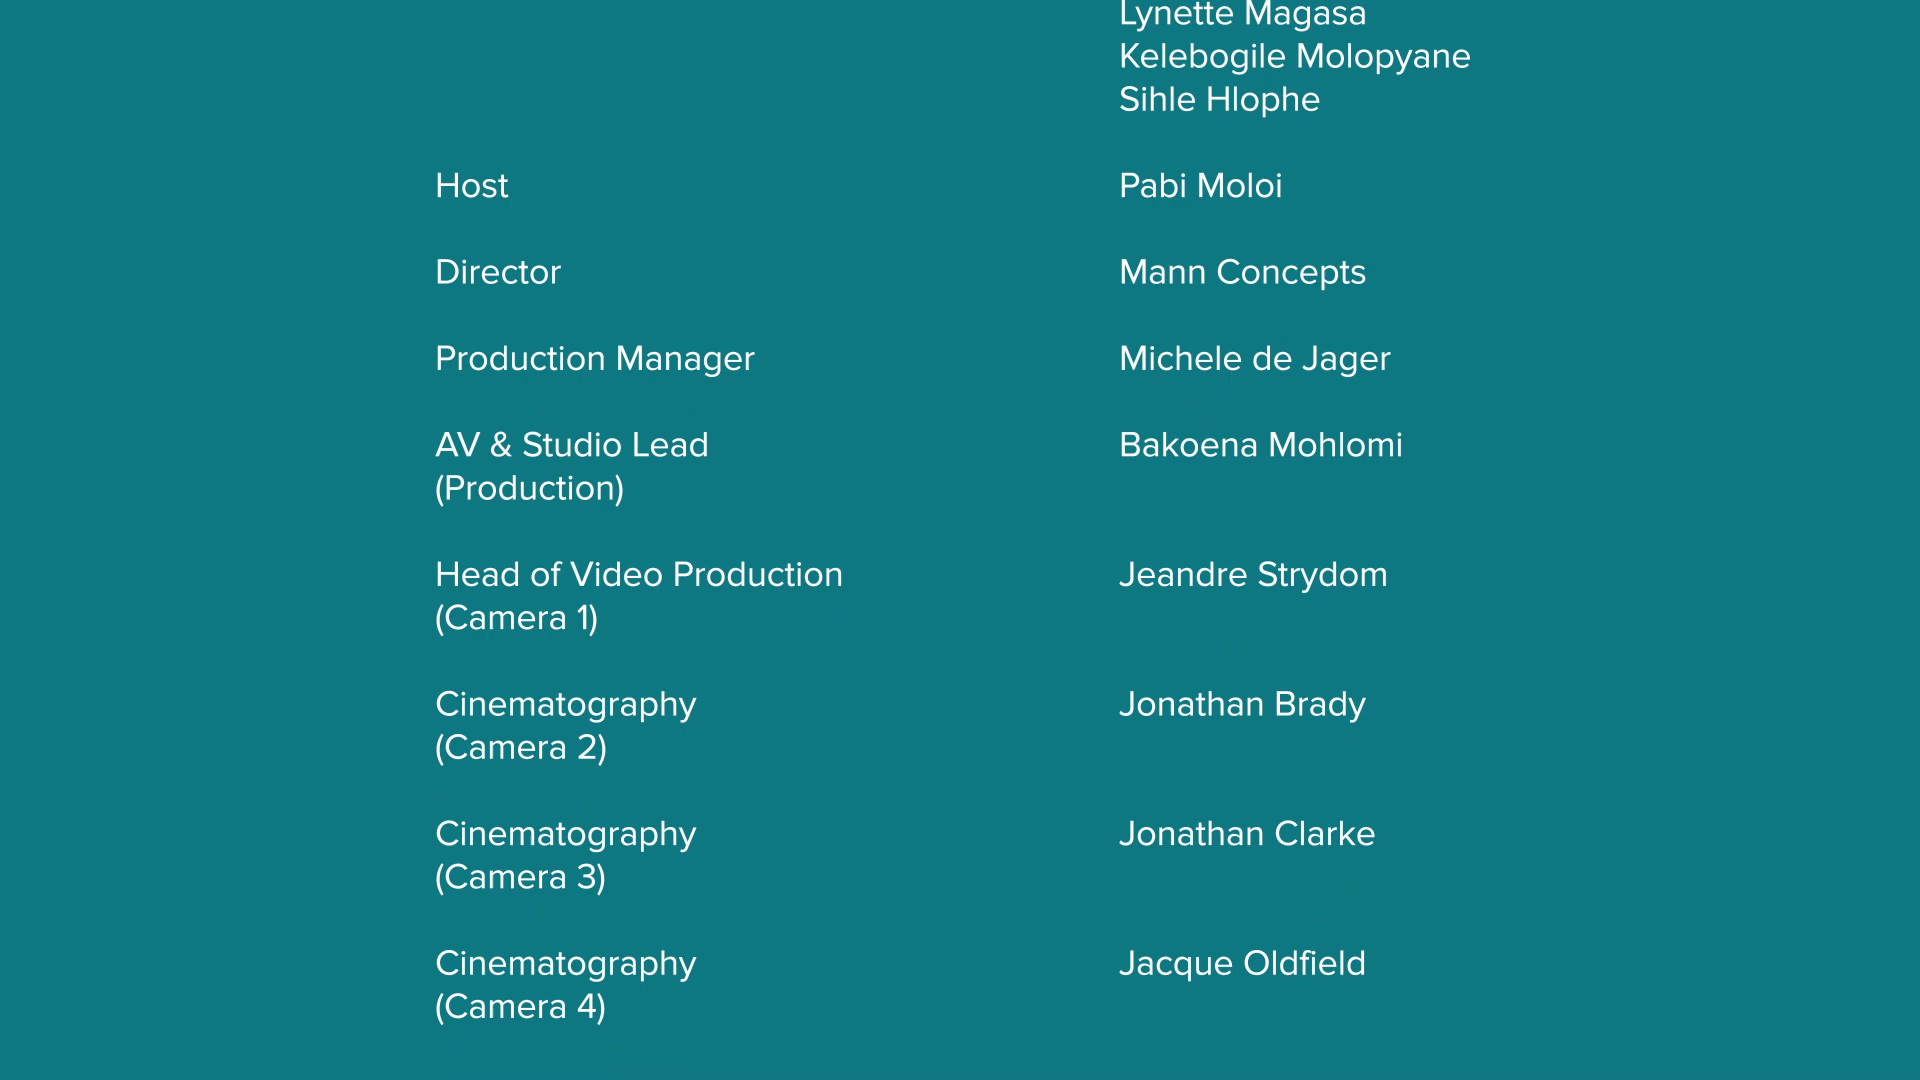 Lynette Magasa
Kelebogile Molopyane
Sihle Hlophe
Host Pabi Moloi
Director Mann Concepts
Production Manager Michele de Jager
AV & Studio Lead Bakoena Mohlomi
(Production)
Head of Video Production Jeandre Strydom
(Camera 1)
Cinematography Jonathan Brady
(Camera 2)
Cinematography Jonathan Clarke
(Camera 3)
Cinematography Jacque Oldfield
(Camera 4)